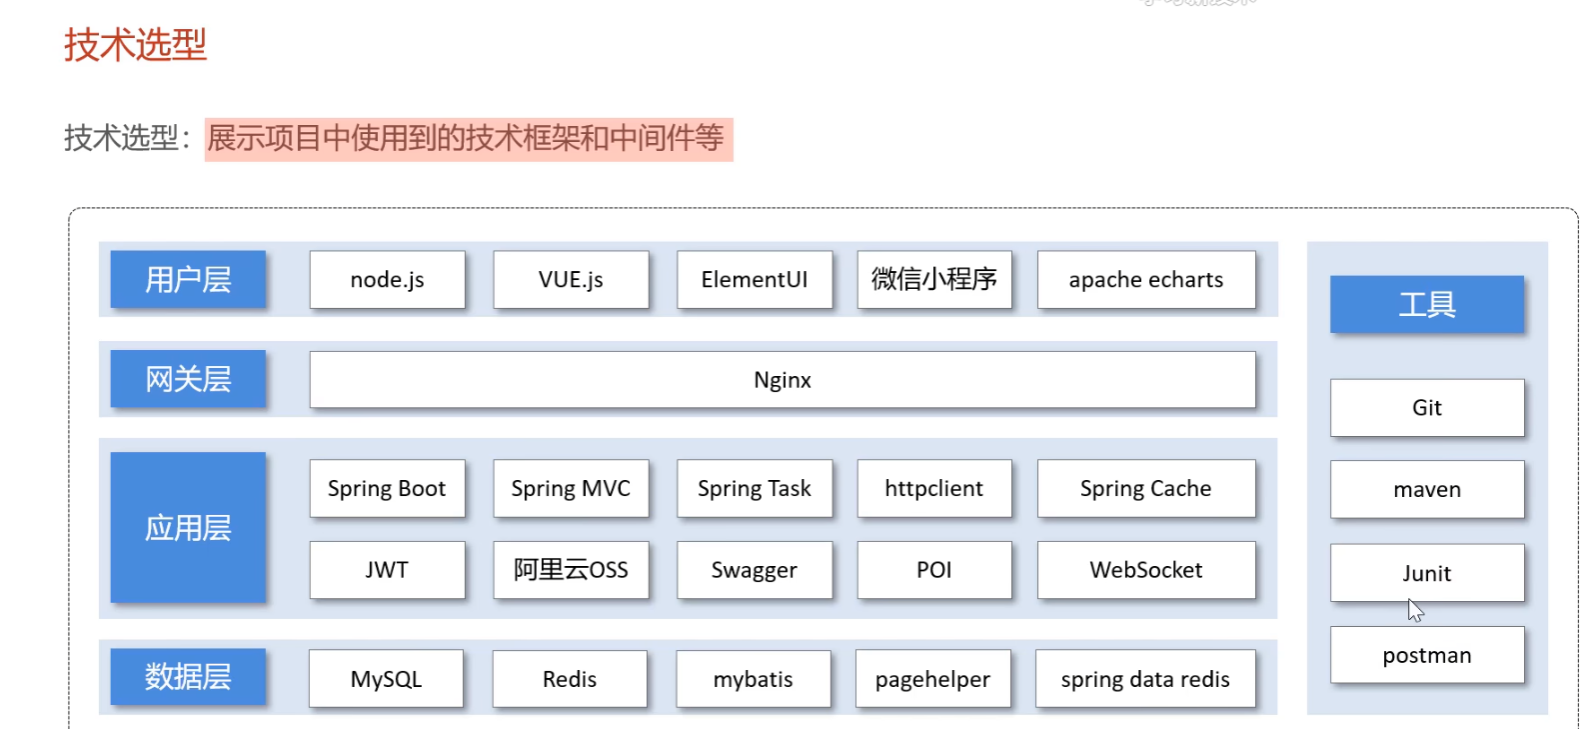 技术选型
技术选型：展示项目中使用到的技术框架和中间件等
用户层
node.js
VUE.js
ElementUI
微信小程序
apache echarts
网关层
Nginx
应用层
Spring Boot
Spring MVC
Spring Task
httpclient
Spring Cache
JWT
阿里云OSS
Swagger
POI
WebSocket
数据层
MySQL
Redis
mybatis
pagehelper
spring data redis
工具
Git
maven
Junit
postman